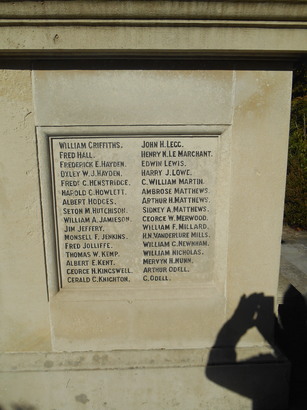 WILLIAM GRIFFITHS.
FRED HALL.
FREDERICK E. HAYDEN.
OXLEY W. J. HAYDEN.
FREDK C. HENSTRIDGE.
HAROLD C. HOWLETT.
ALBERT HODGES.
SETON M. HUTCHISON.
WILLIAM A. JAMIESON.
JIM JEFFERY.
MONSELL F. JENKINS.
FRED JOLLIFFE.
THOMAS W. KEMP.
ALBERT E. KENT.
GEORGE H. KINGSWELL.
GERALD C. KNIGHTON.
JOHN H. LEGG.
HENRY K. LE MARCHANT.
EDWIN LEWIS.
HARRY J. LOWE.
C. WILLIAM MARTIN.
AMBROSE MATTHEWS.
ARTHUR H. MATTHEWS.
SIDNEY A. MATTHEWS.
GEORGE W. MERWOOD.
WILLIAM F. MILLARD.
H.N. VANDERLURE MILLS.
WILLIAM C. NEWNHAM.
WILLIAM NICHOLAS.
MERVYN H. NUNN.
ARTHUR ODELL.
C. ODELL.